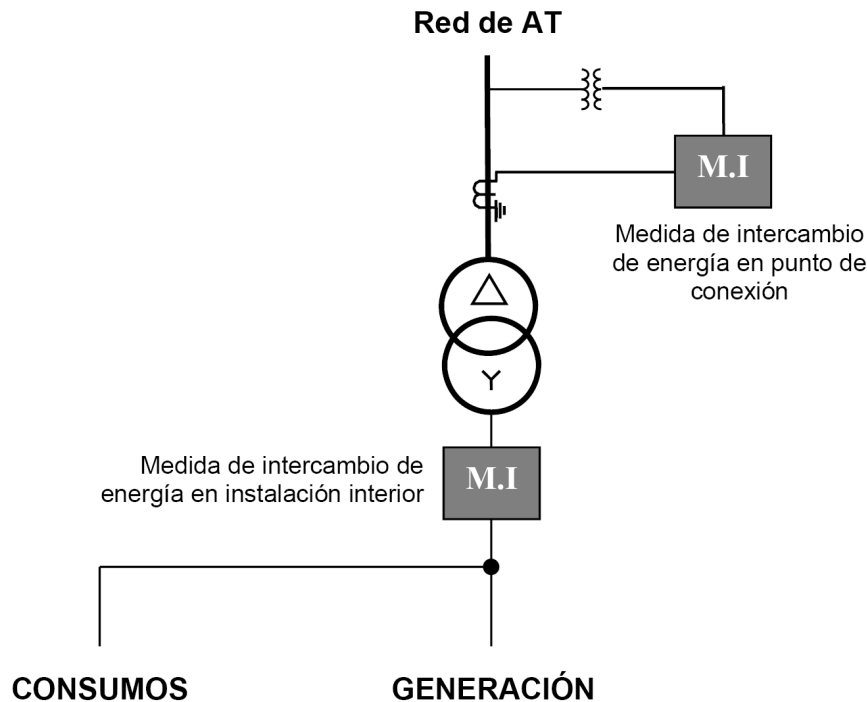 Red de AT
M.I
Medida de intercambio
de energía en punto de
conexión
Medida de intercambio de
energía en instalación interior
M.I
CONSUMOS
GENERACIÓN